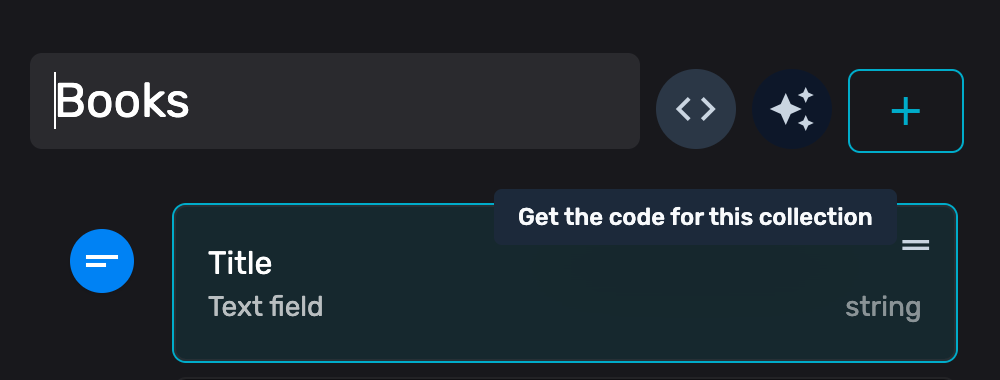 Books
Get the code for this collection
Title
Text field
string